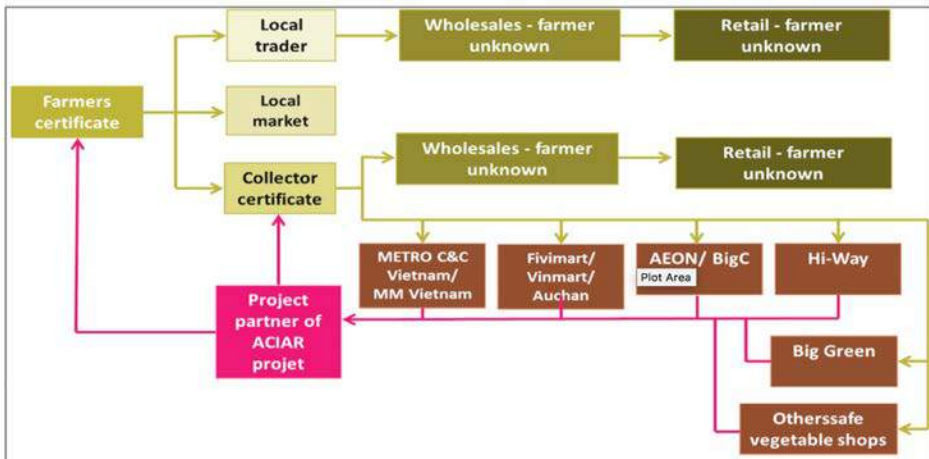 Local
trader
Wholesales - farmer
unknown
Retail - farmer
unknown
Farmers
certificate
Local
market
Collector
certificate
Wholesales - farmer
unknown
Retail - farmer
unknown
METRO C&C
Vietnam/
MM Vietnam
Fivimart/
Vinmart/
Auchan
AEON/ BigC
Plot Area
Hi-Way
Project
partner of
ACIAR
projet
Big Green
Otherssafe
vegetable shops